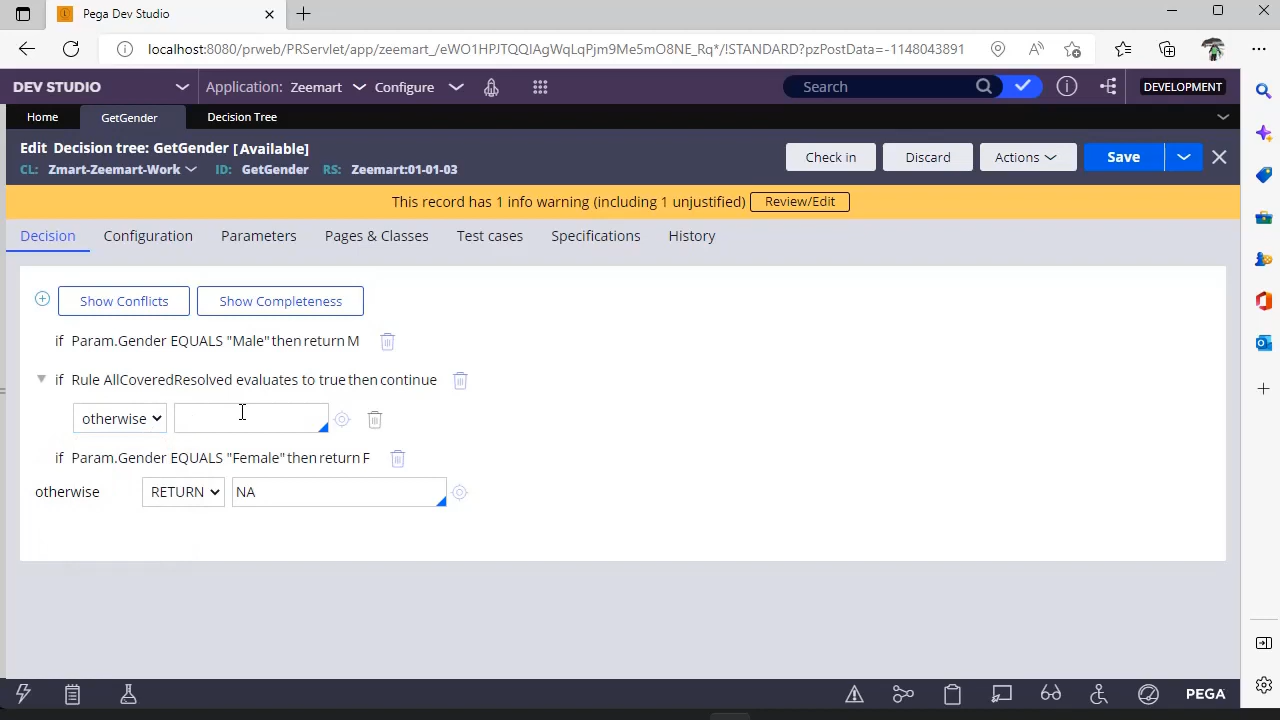 Pega Dev Studio
localhost:8080/prweb/PRServlet/app/zeemart_/eWO1HPJTQQIAgWqLqPjm9Me5mO8NE_Rq*/!STANDARD?pzPostData=-1148043891
DEV STUDIO Application: Zeemart Configure Search DEVELOPMENT
Home GetGender Decision Tree
Edit Decision tree: GetGender [Available]
CL: Zmart-Zeemart-Work ID: GetGender RS: Zeemart:01-01-03
Check in Discard Actions Save
This record has 1 info warning (including 1 unjustified) Review/Edit
Decision Configuration Parameters Pages & Classes Test cases Specifications History
Show Conflicts Show Completeness
if Param.Gender EQUALS "Male" then return M
if Rule AllCoveredResolved evaluates to true then continue
otherwise
if Param.Gender EQUALS "Female" then return F
otherwise RETURN NA
PEGA